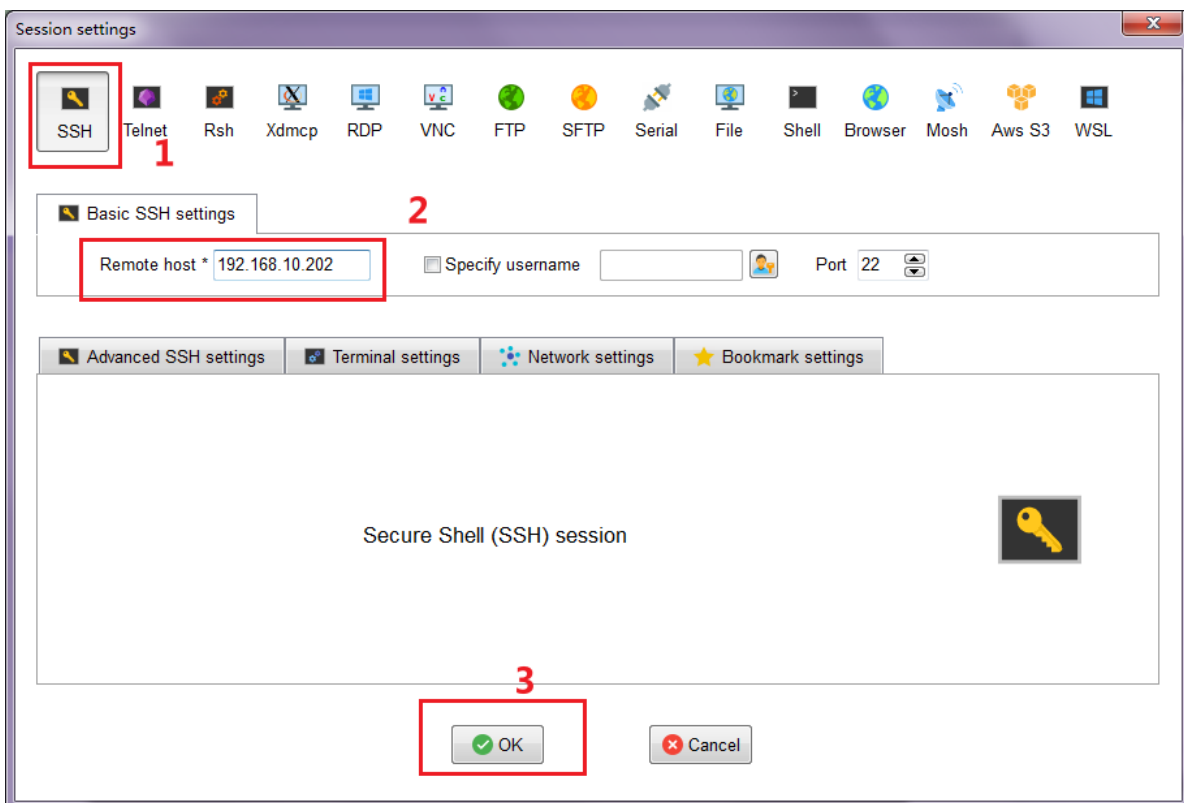 Session settings
SSH Telnet Rsh Xdmcp RDP VNC FTP SFTP Serial File Shell Browser Mosh Aws S3 WSL
1
Basic SSH settings
2
Remote host * 192.168.10.202 Specify username Port 22
Advanced SSH settings Terminal settings Network settings Bookmark settings
Secure Shell (SSH) session
3
OK Cancel